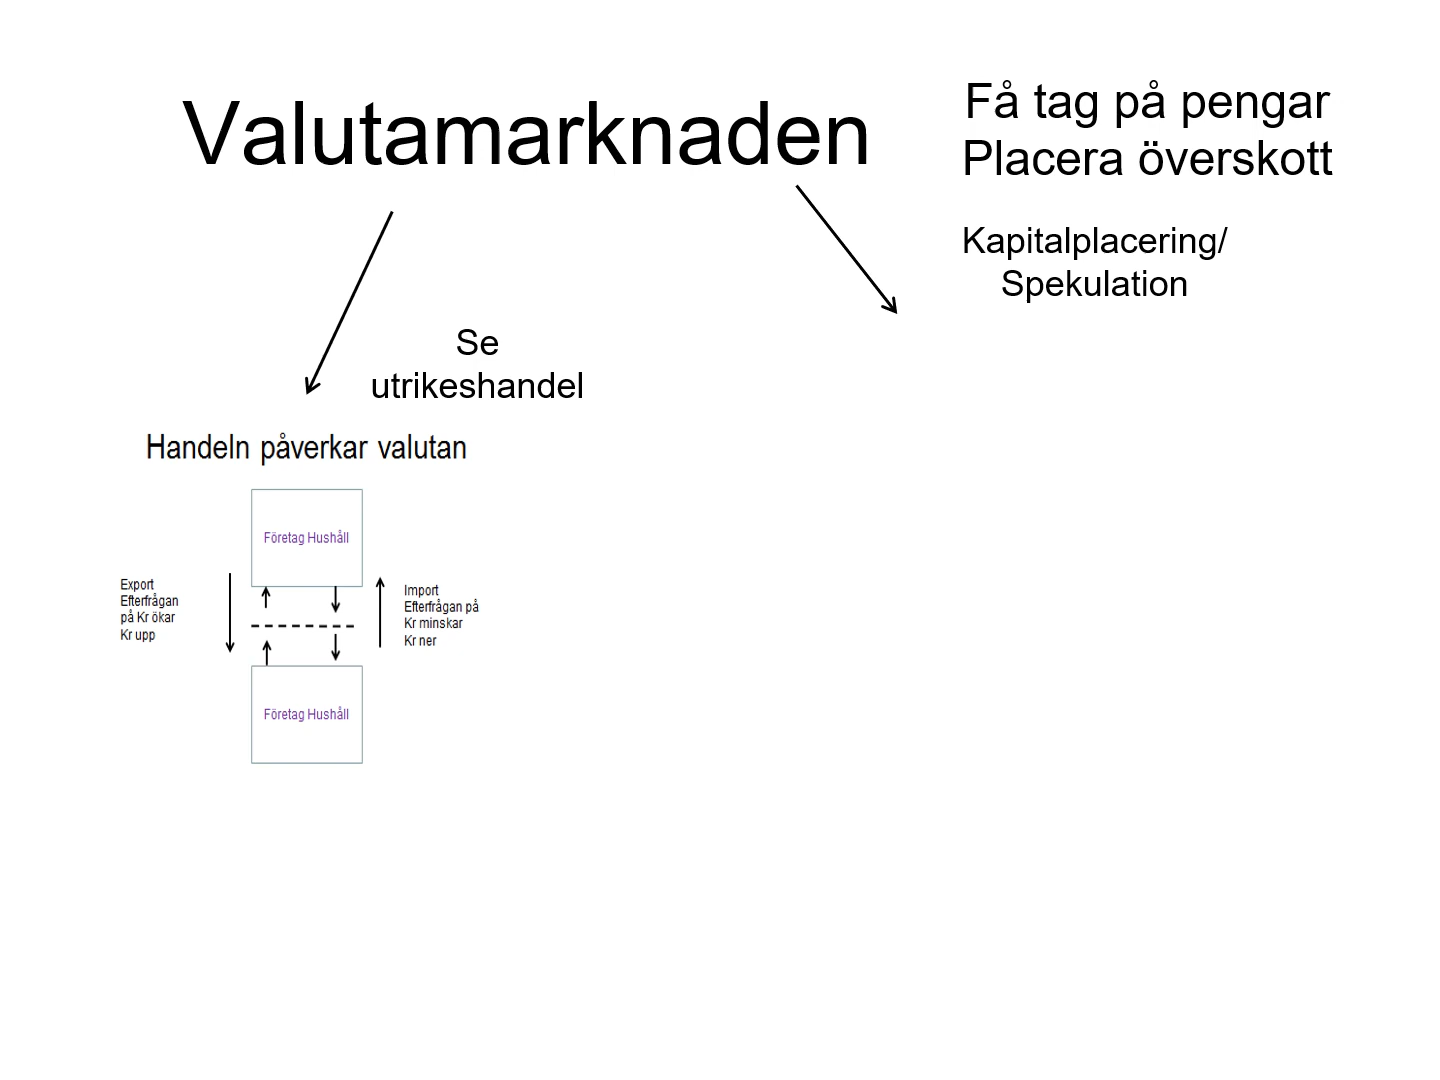 Valutamarknaden
Få tag på pengar
Placera överskott
Kapitalplacering/
Spekulation
Se
utrikeshandel
Handeln påverkar valutan
Företag Hushåll
Export
Efterfrågan
på Kr ökar
Kr upp
Import
Efterfrågan på
Kr minskar
Kr ner
Företag Hushåll